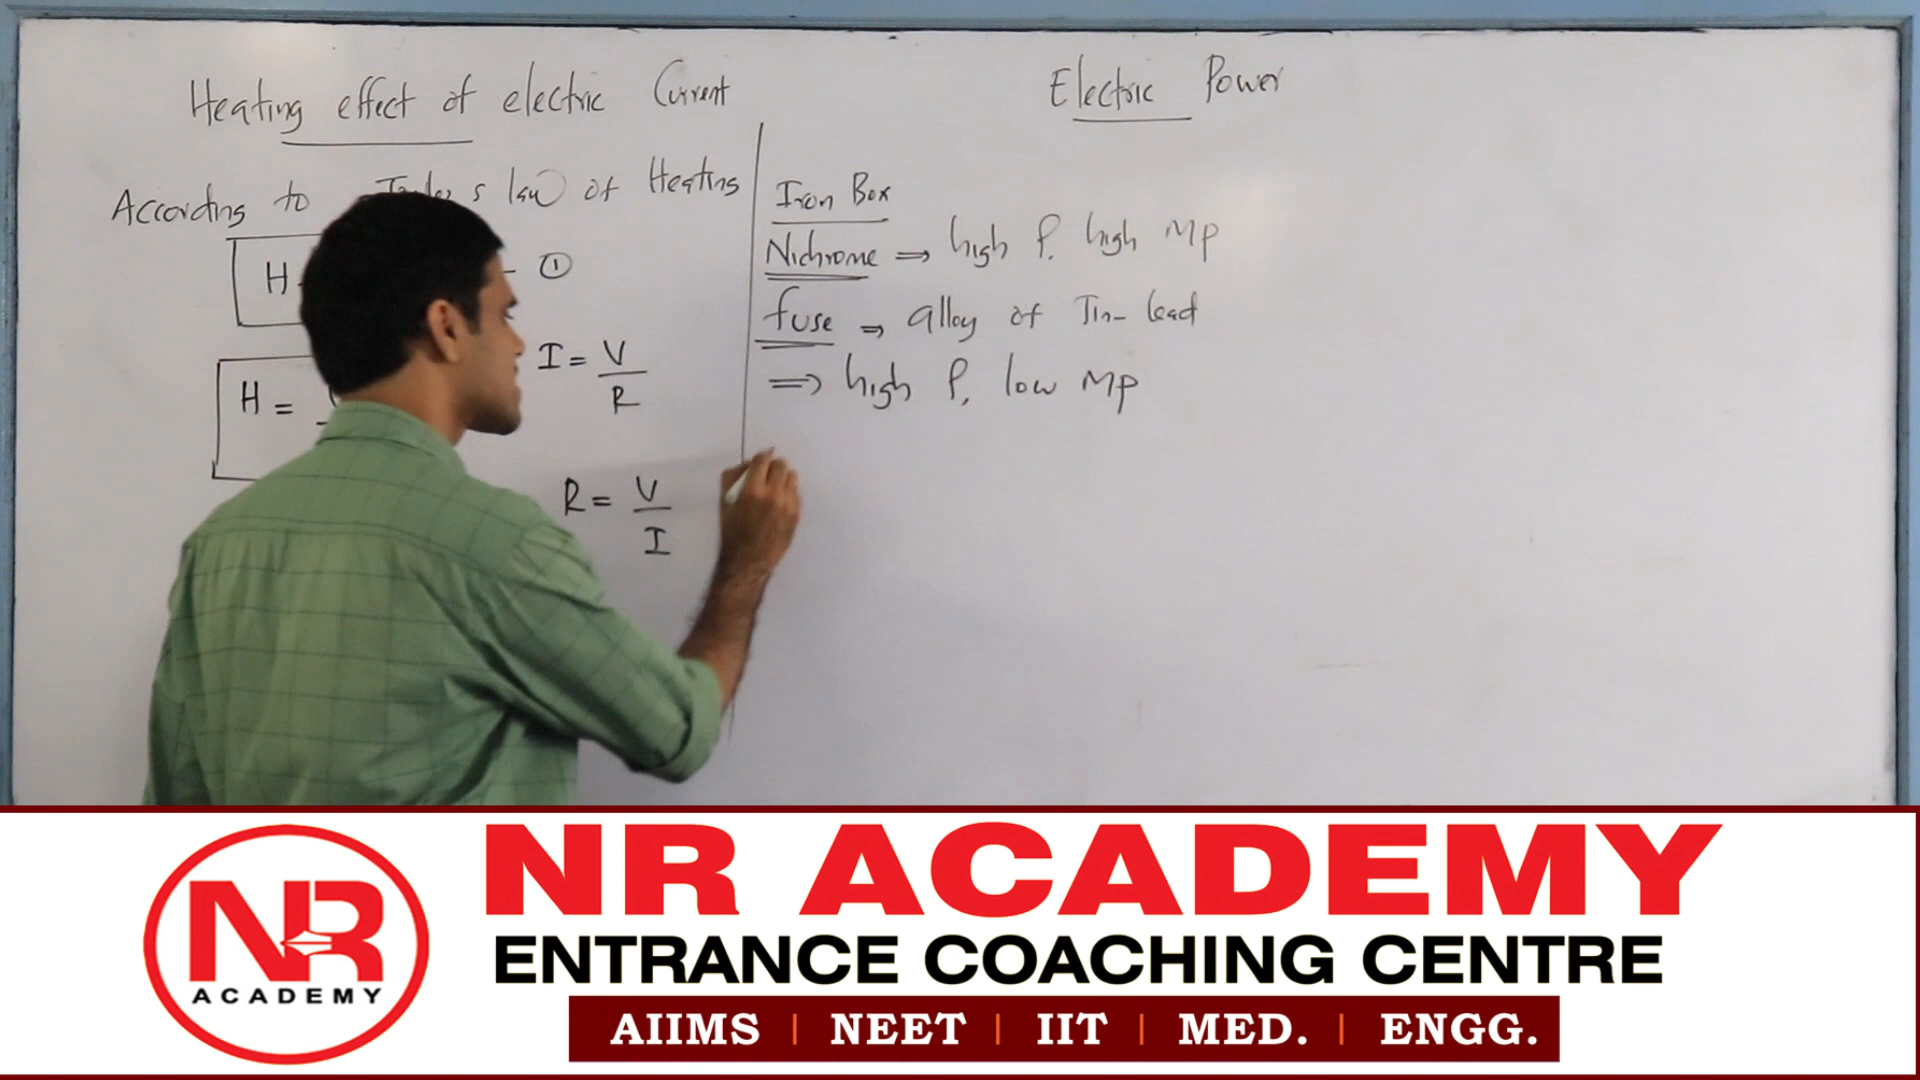 Heating effect of electric Current
According to Joule's law of Heating
H
①
I = V
R
H =
R = V
I
Electric Power
Iron Box
Nichrome ⇒ high ρ, high Mp
fuse ⇒ alloy of Tin-lead
⇒ high ρ, low Mp
NR
ACADEMY
NR ACADEMY
ENTRANCE COACHING CENTRE
AIIMS | NEET | IIT | MED. | ENGG.